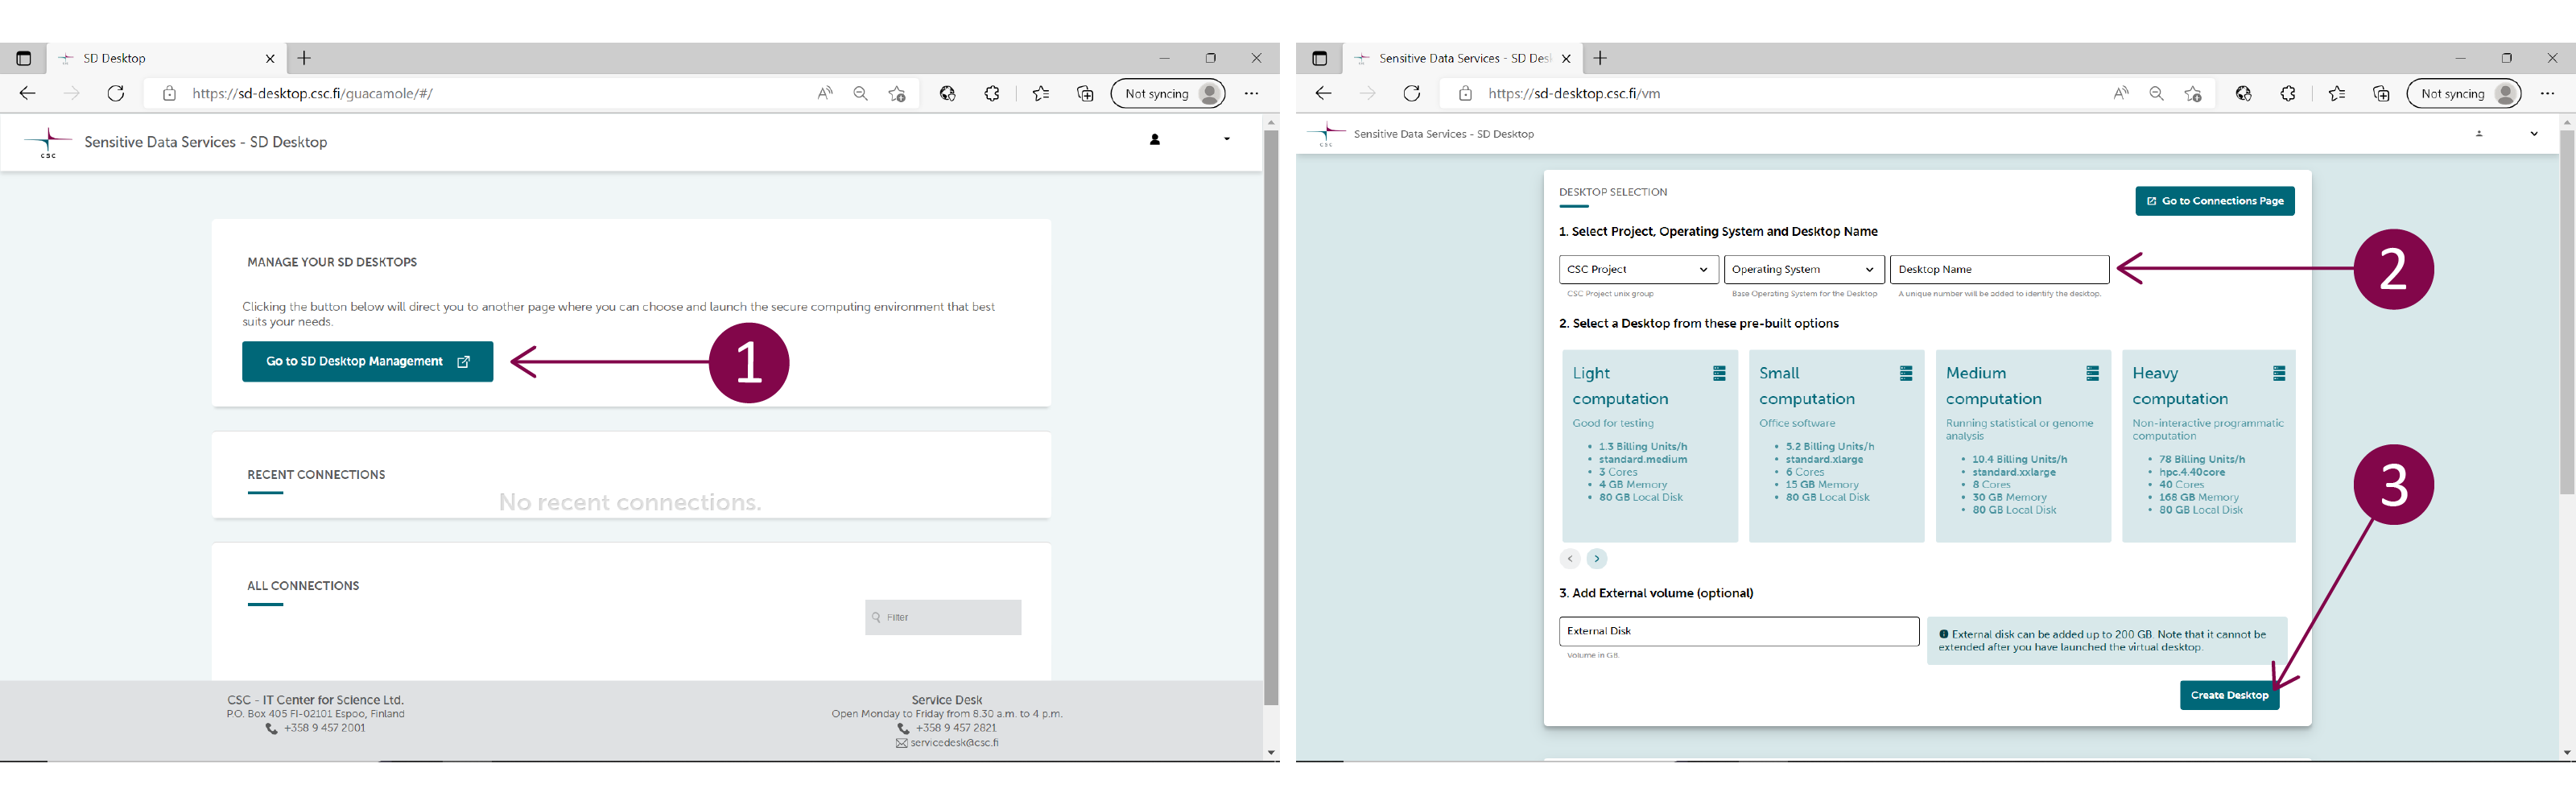 SD Desktop
https://sd-desktop.csc.fi/guacamole/#/
Not syncing
CSC
Sensitive Data Services - SD Desktop
MANAGE YOUR SD DESKTOPS
Clicking the button below will direct you to another page where you can choose and launch the secure computing environment that best
suits your needs.
Go to SD Desktop Management
1
RECENT CONNECTIONS
No recent connections.
ALL CONNECTIONS
Filter
CSC - IT Center for Science Ltd.
P.O. Box 405 FI-02101 Espoo, Finland
+358 9 457 2001
Service Desk
Open Monday to Friday from 8.30 a.m. to 4 p.m.
+358 9 457 2821
servicedesk@csc.fi
Sensitive Data Services - SD Des
https://sd-desktop.csc.fi/vm
Not syncing
CSC
Sensitive Data Services - SD Desktop
DESKTOP SELECTION
Go to Connections Page
1. Select Project, Operating System and Desktop Name
CSC Project
Operating System
Desktop Name
CSC Project unix group
Base Operating System for the Desktop
A unique number will be added to identify the desktop.
2
2. Select a Desktop from these pre-built options
Light
computation
Good for testing
• 1.3 Billing Units/h
• standard.medium
• 3 Cores
• 4 GB Memory
• 80 GB Local Disk
Small
computation
Office software
• 5.2 Billing Units/h
• standard.xlarge
• 6 Cores
• 15 GB Memory
• 80 GB Local Disk
Medium
computation
Running statistical or genome
analysis
• 10.4 Billing Units/h
• standard.xxlarge
• 8 Cores
• 30 GB Memory
• 80 GB Local Disk
Heavy
computation
Non-interactive programmatic
computation
• 78 Billing Units/h
• hpc.4.40core
• 40 Cores
• 168 GB Memory
• 80 GB Local Disk
3
3. Add External volume (optional)
External Disk
Volume in GB.
External disk can be added up to 200 GB. Note that it cannot be
extended after you have launched the virtual desktop.
Create Desktop